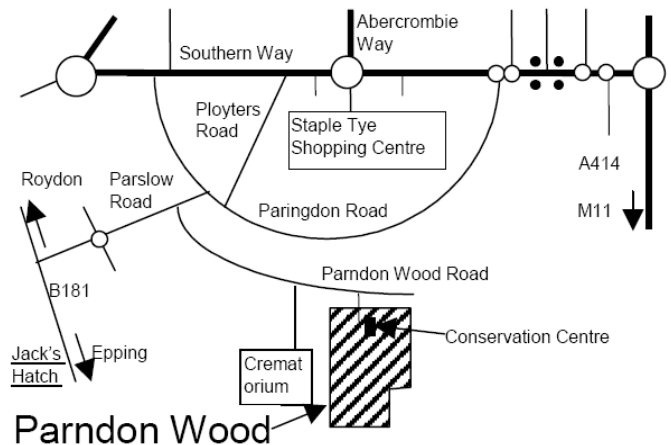 Abercrombie
Way
Southern Way
Ployters
Road
Staple Tye
Shopping Centre
A414
Roydon
Parslow
Road
Paringdon Road
M11
Parndon Wood Road
B181
Conservation Centre
Jack's
Hatch
Epping
Cremat
orium
Parndon Wood